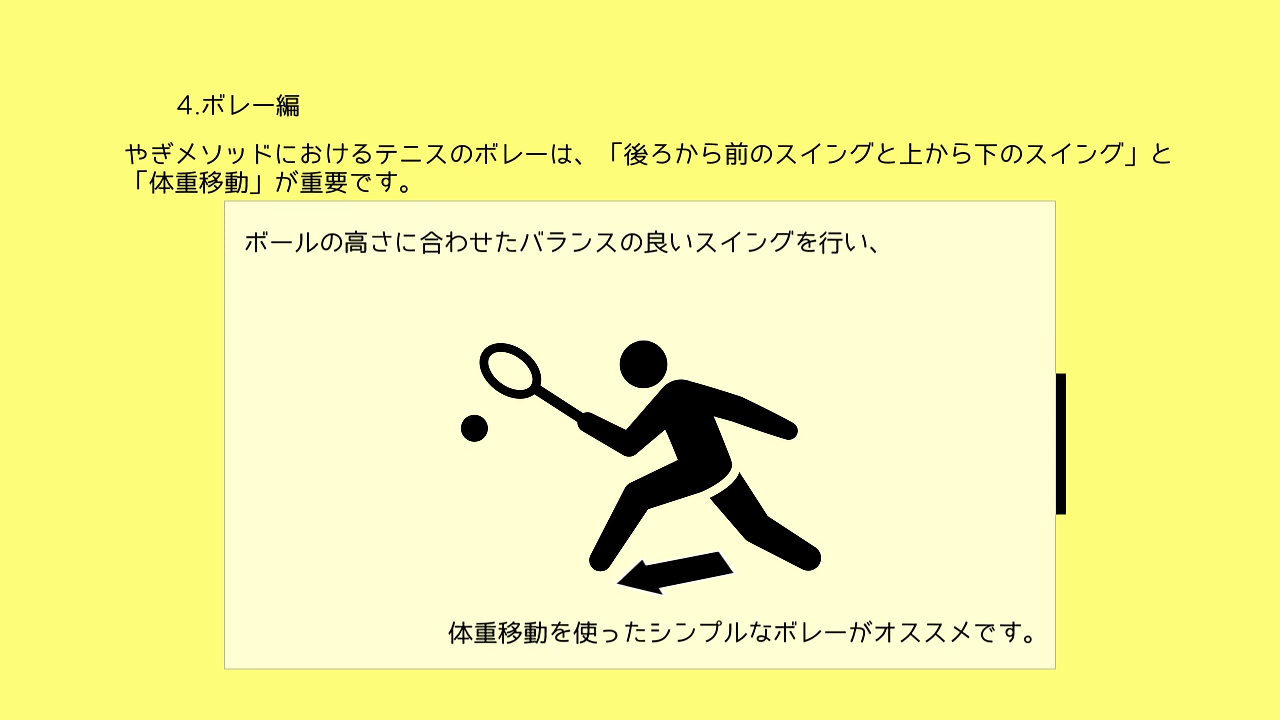 4.ボレー編
やぎメソッドにおけるテニスのボレーは、「後ろから前のスイングと上から下のスイング」と
「体重移動」が重要です。
ボールの高さに合わせたバランスの良いスイングを行い、
体重移動を使ったシンプルなボレーがオススメです。